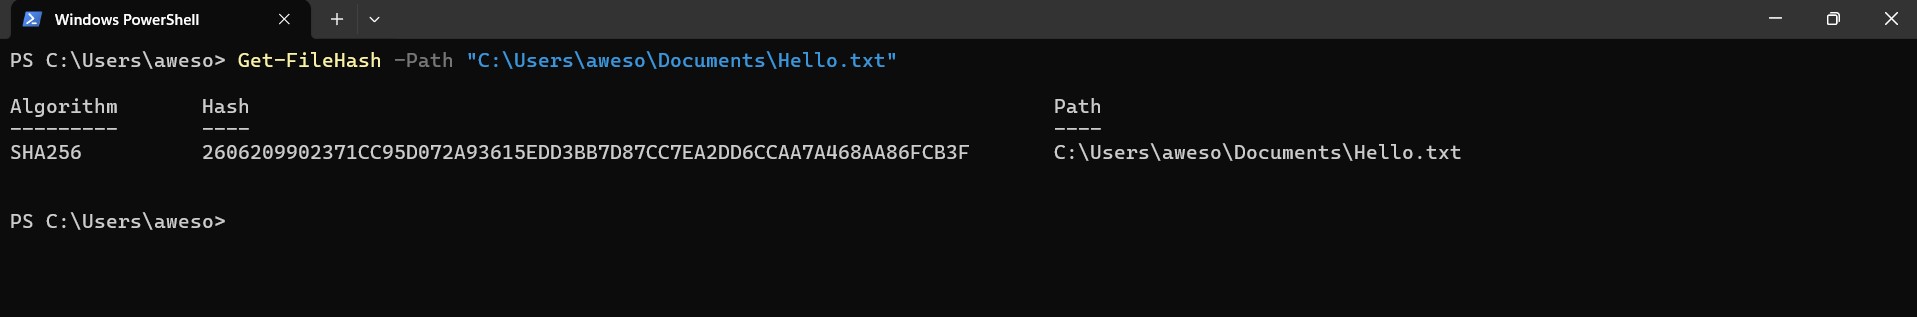 Windows PowerShell
PS C:\Users\aweso> Get-FileHash -Path "C:\Users\aweso\Documents\Hello.txt"
Algorithm Hash Path
--------- ---- ----
SHA256 2606209902371CC95D072A93615EDD3BB7D87CC7EA2DD6CCAA7A468AA86FCB3F C:\Users\aweso\Documents\Hello.txt
PS C:\Users\aweso>